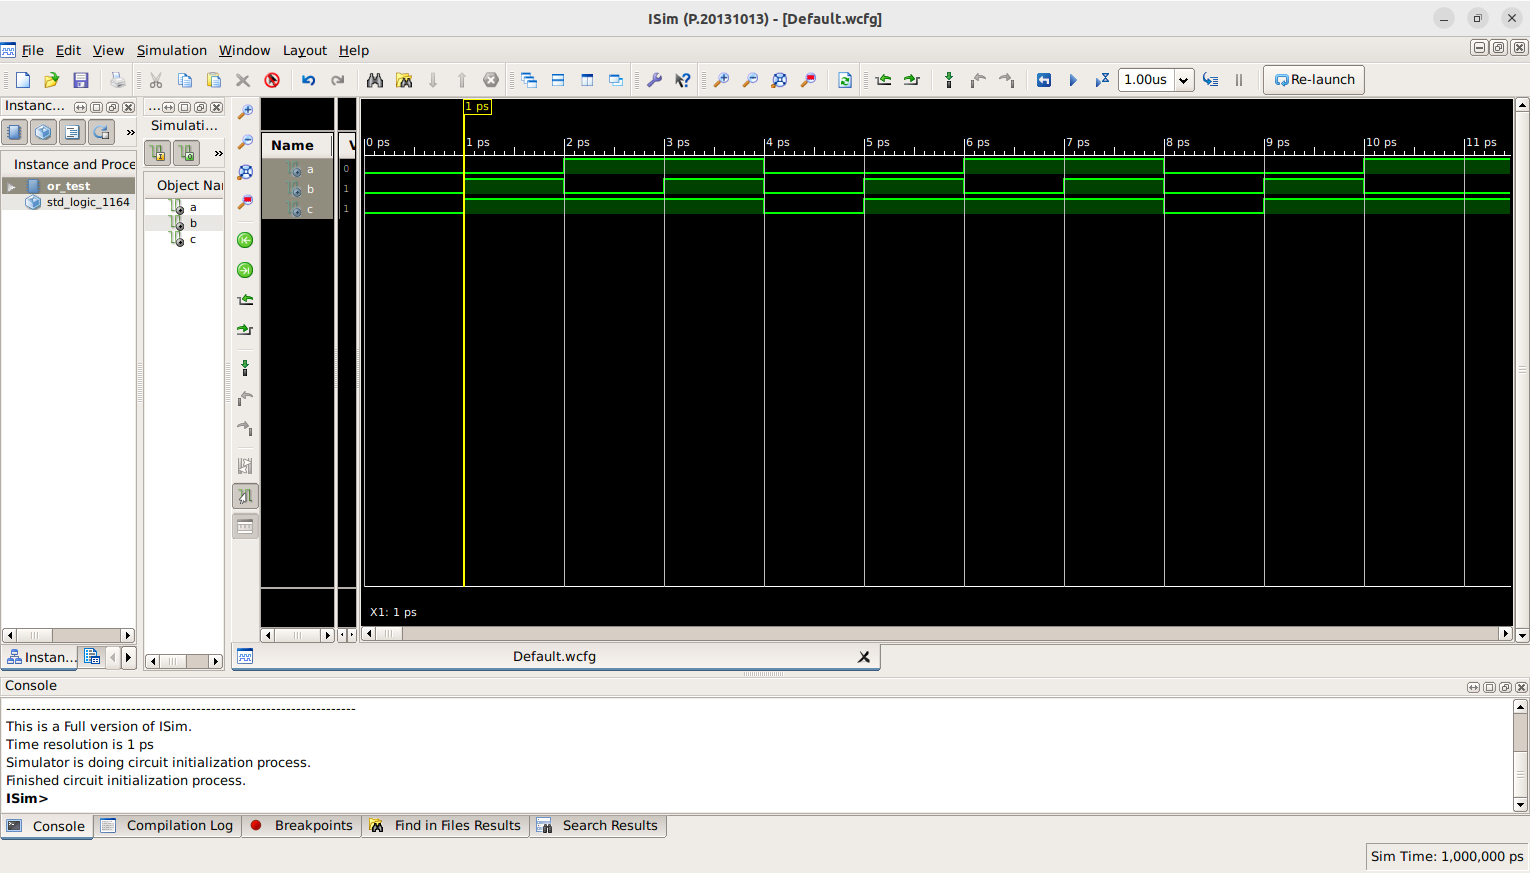 ISim (P.20131013) - [Default.wcfg]
File Edit View Simulation Window Layout Help
1.00us
Re-launch
Instanc...
...
Simulati...
»
»
Instance and Proce
or_test
std_logic_1164
Object Nar
a
b
c
Name
V
a 0
b 1
c 1
1 ps
0 ps 1 ps 2 ps 3 ps 4 ps 5 ps 6 ps 7 ps 8 ps 9 ps 10 ps 11 ps
X1: 1 ps
Instan...
Default.wcfg
Console
----------------------------------------------------------------------
This is a Full version of ISim.
Time resolution is 1 ps
Simulator is doing circuit initialization process.
Finished circuit initialization process.
ISim>
Console Compilation Log Breakpoints Find in Files Results Search Results
Sim Time: 1,000,000 ps